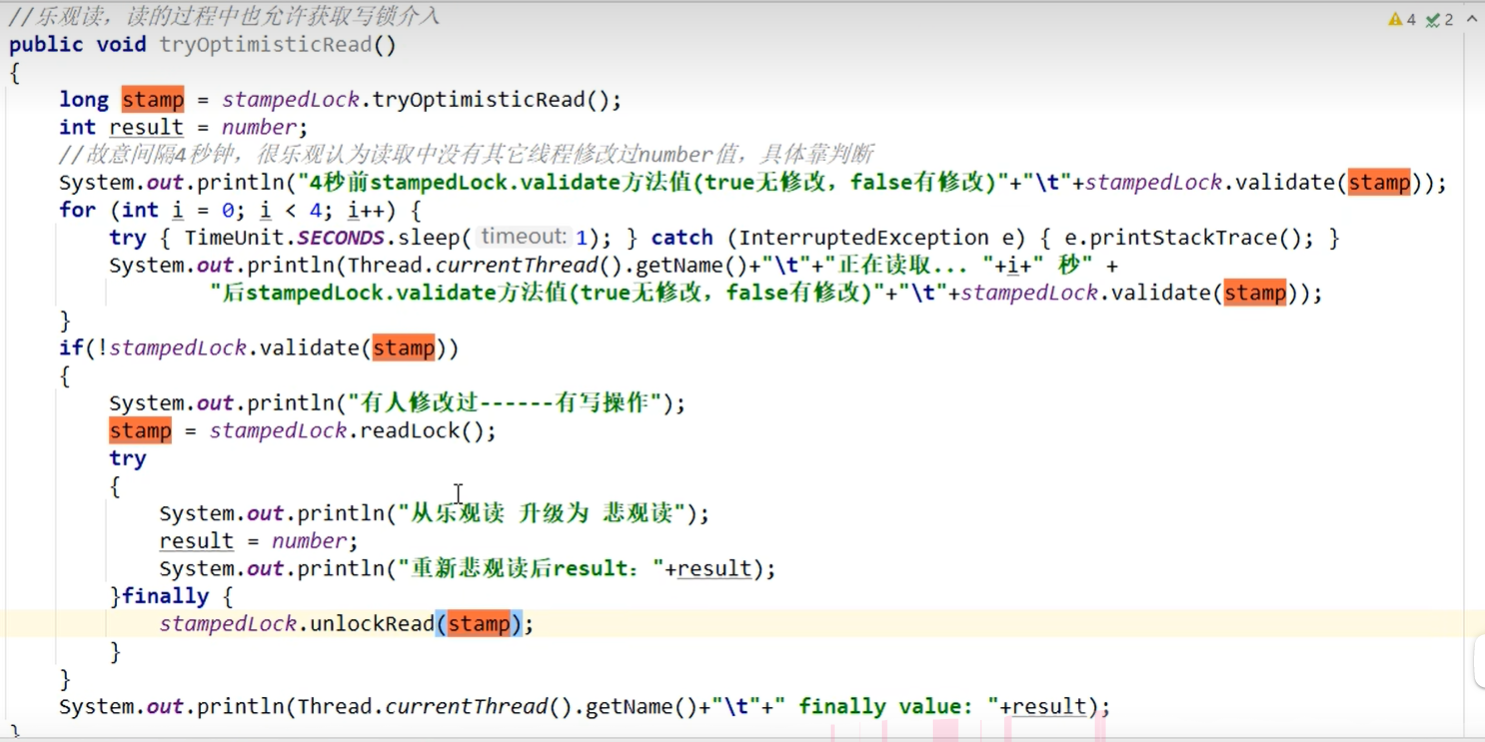 //乐观读，读的过程中也允许获取写锁介入
4 2
public void tryOptimisticRead()
{
long stamp = stampedLock.tryOptimisticRead();
int result = number;
//故意间隔4秒钟，很乐观认为读取中没有其它线程修改过number值，具体靠判断
System.out.println("4秒前stampedLock.validate方法值(true无修改，false有修改)"+"\t"+stampedLock.validate(stamp));
for (int i = 0; i < 4; i++) {
try { TimeUnit.SECONDS.sleep( timeout: 1); } catch (InterruptedException e) { e.printStackTrace(); }
System.out.println(Thread.currentThread().getName()+"\t"+"正在读取... "+i+" 秒" +
"后stampedLock.validate方法值(true无修改，false有修改)"+"\t"+stampedLock.validate(stamp));
}
if(!stampedLock.validate(stamp))
{
System.out.println("有人修改过------有写操作");
stamp = stampedLock.readLock();
try
{
System.out.println("从乐观读 升级为 悲观读");
result = number;
System.out.println("重新悲观读后result："+result);
}finally {
stampedLock.unlockRead(stamp);
}
}
System.out.println(Thread.currentThread().getName()+"\t"+" finally value: "+result);
}